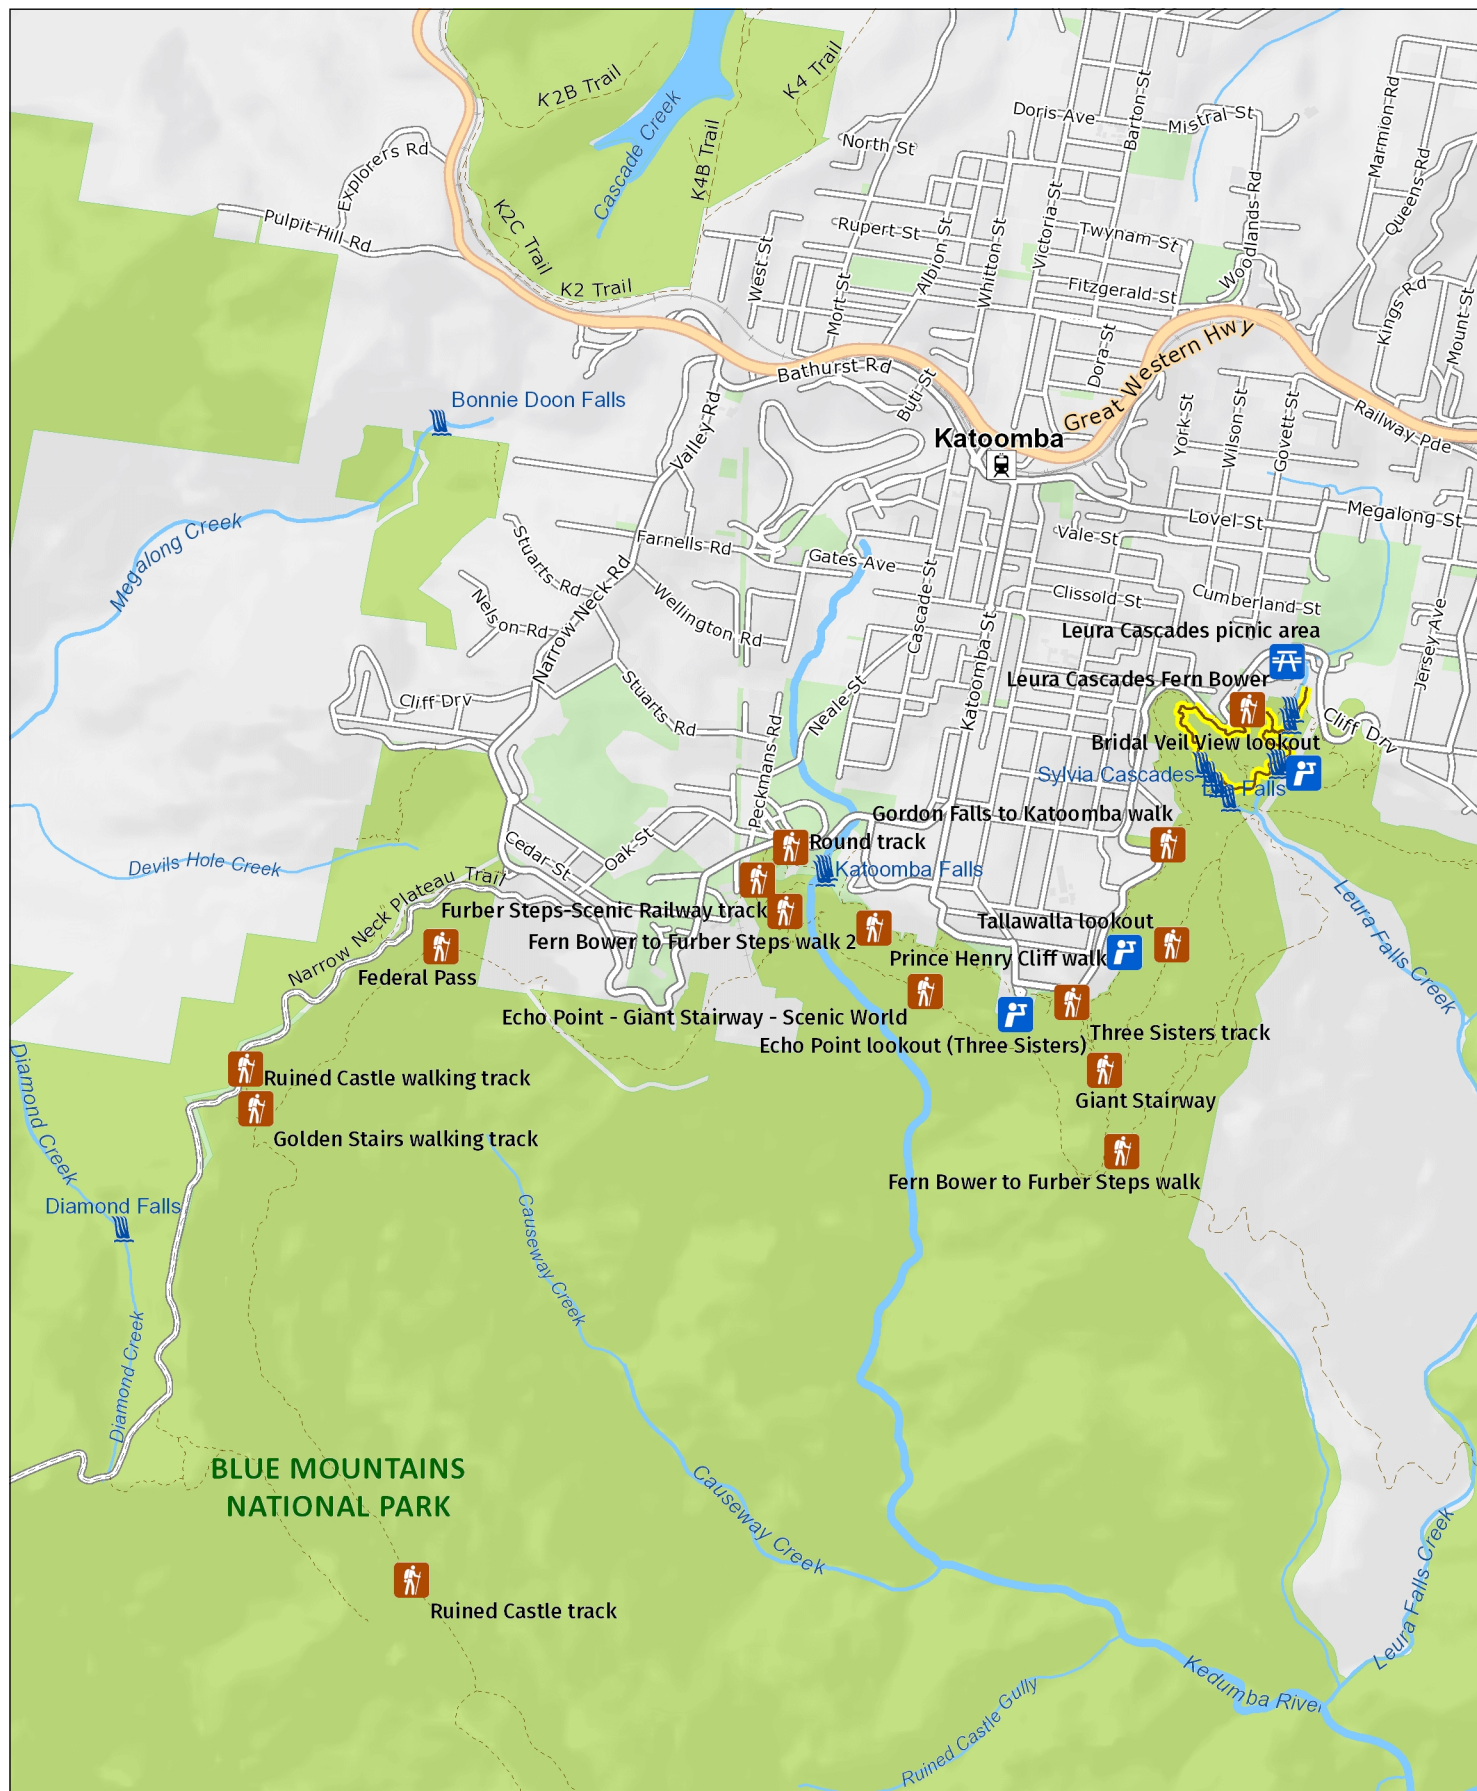 K2B Trail
K4 Trail
Cascade Creek
K4B Trail
Explorers Rd
Pulpit Hill Rd
K2C Trail
K2 Trail
North St
Doris Ave
Barton St
Mistral St
Marmion Rd
Queens Rd
West St
Rupert St
Albion St
Whitton St
Victoria St
Twynam St
Woodlands Rd
Mort St
Fitzgerald St
Kings Rd
Mount St
Dora St
Great Western Hwy
Bathurst Rd
Buti St
Railway Pde
Bonnie Doon Falls
Valley Rd
Katoomba
York St
Wilson St
Govett St
Megalong Creek
Lovel St
Megalong St
Vale St
Farnells Rd
Gates Ave
Stuarts Rd
Nelson Rd
Narrow Neck Rd
Wellington Rd
Cascade St
Clissold St
Cumberland St
Jersey Ave
Leura Cascades picnic area
Katoomba St
Leura Cascades Fern Bower
Cliff Drv
Stuarts Rd
Neale St
Cliff Drv
Bridal Veil View lookout
Sylvia Cascades
Falls
Peckmans Rd
Gordon Falls to Katoomba walk
Round track
Katoomba Falls
Cedar St
Oak St
Devils Hole Creek
Narrow Neck Plateau Trail
Furber Steps-Scenic Railway track
Fern Bower to Furber Steps walk 2
Tallawalla lookout
Prince Henry Cliff walk
Leura Falls Creek
Federal Pass
Echo Point - Giant Stairway - Scenic World
Echo Point lookout (Three Sisters)
Three Sisters track
Giant Stairway
Diamond Creek
Ruined Castle walking track
Golden Stairs walking track
Fern Bower to Furber Steps walk
Diamond Falls
Causeway Creek
Diamond Creek
BLUE MOUNTAINS
NATIONAL PARK
Causeway Creek
Ruined Castle track
Leura Falls Creek
Kedumba River
Ruined Castle Gully